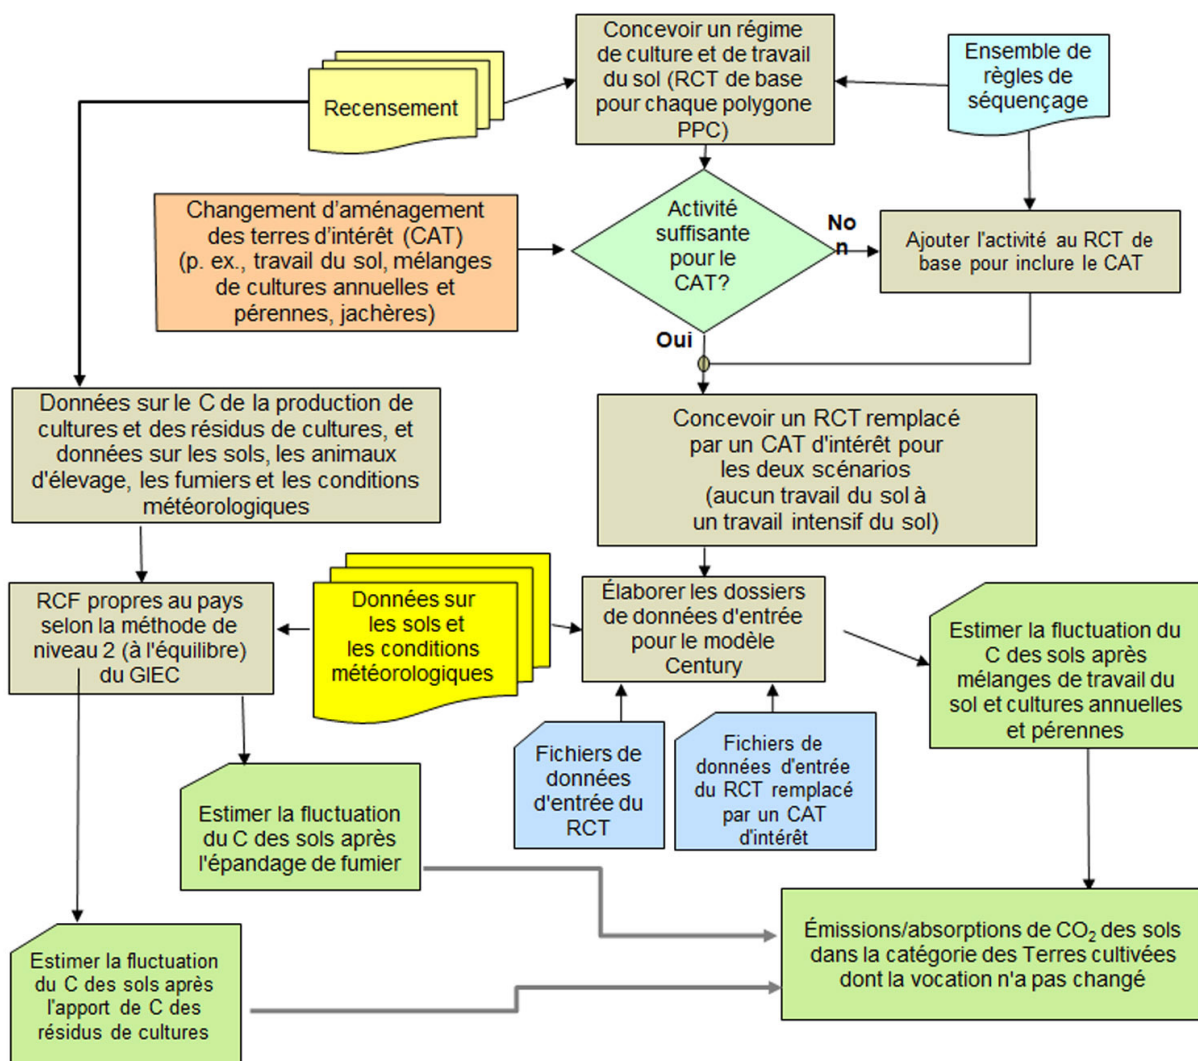 Concevoir un régime
de culture et de travail
du sol (RCT de base
pour chaque polygone
PPC)
Recensement
Ensemble de
règles de
séquençage
Changement d'aménagement
des terres d'intérêt (CAT)
(p. ex., travail du sol, mélanges
de cultures annuelles et
pérennes, jachères)
Activité
suffisante
pour le
CAT?
No
n
Ajouter l'activité au RCT de
base pour inclure le CAT
Oui
Données sur le C de la production de
cultures et des résidus de cultures, et
données sur les sols, les animaux
d'élevage, les fumiers et les conditions
météorologiques
Concevoir un RCT remplacé
par un CAT d'intérêt pour
les deux scénarios
(aucun travail du sol à
un travail intensif du sol)
RCF propres au pays
selon la méthode de
niveau 2 (à l'équilibre)
du GIEC
Données sur
les sols et
les conditions
météorologiques
Élaborer les dossiers
de données d'entrée
pour le modèle
Century
Estimer la fluctuation du
C des sols après
mélanges de travail du
sol et cultures annuelles
et pérennes
Fichiers de
données
d'entrée du
RCT
Fichiers de
données d'entrée
du RCT remplacé
par un CAT
d'intérêt
Estimer la fluctuation
du C des sols après
l'épandage de fumier
Estimer la fluctuation
du C des sols après
l'apport de C des
résidus de cultures
Émissions/absorptions de CO₂ des sols
dans la catégorie des Terres cultivées
dont la vocation n'a pas changé